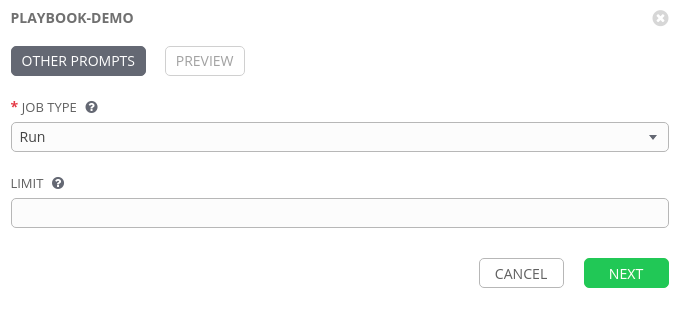 PLAYBOOK-DEMO
OTHER PROMPTS PREVIEW
* JOB TYPE ?
Run
LIMIT ?
CANCEL NEXT